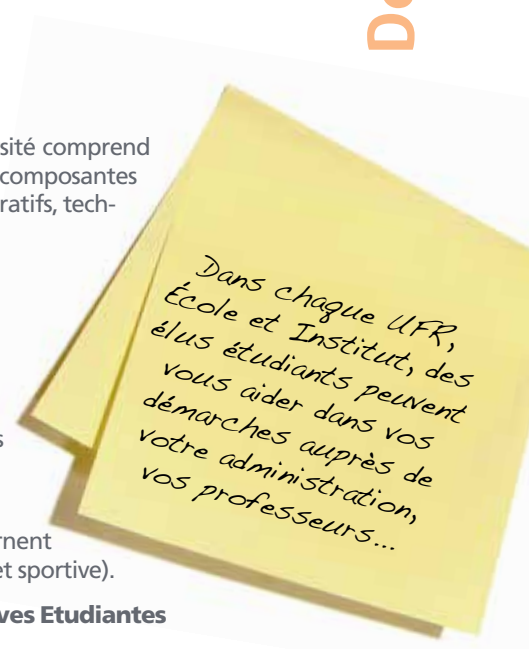 sité comprend
composantes
ratifs, tech-
Dans chaque UFR,
École et Institut, des
élus étudiants peuvent
vous aider dans vos
démarches auprès de
votre administration,
vos professeurs...
s
rnent
et sportive).
ves Etudiantes